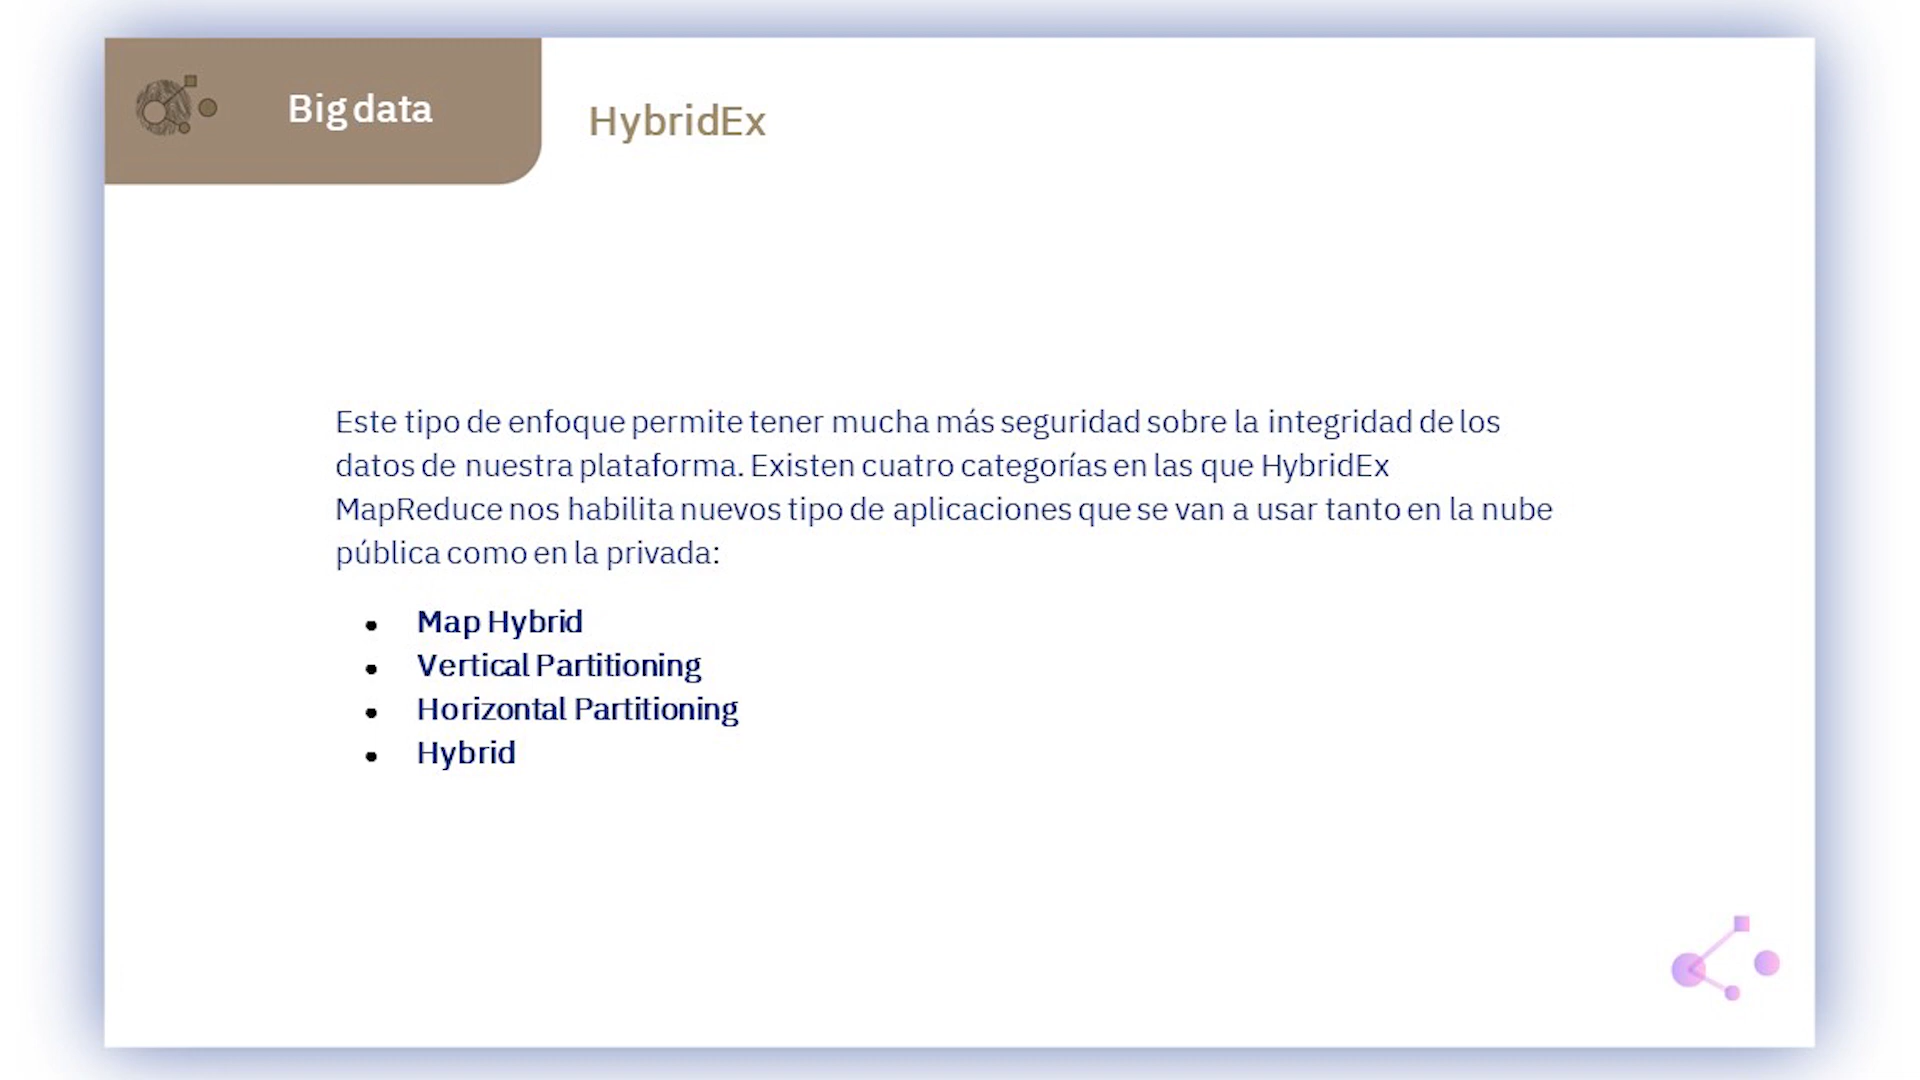 Big data
HybridEx
Este tipo de enfoque permite tener mucha más seguridad sobre la integridad de los
datos de nuestra plataforma. Existen cuatro categorías en las que HybridEx
MapReduce nos habilita nuevos tipo de aplicaciones que se van a usar tanto en la nube
pública como en la privada:
• Map Hybrid
• Vertical Partitioning
• Horizontal Partitioning
• Hybrid